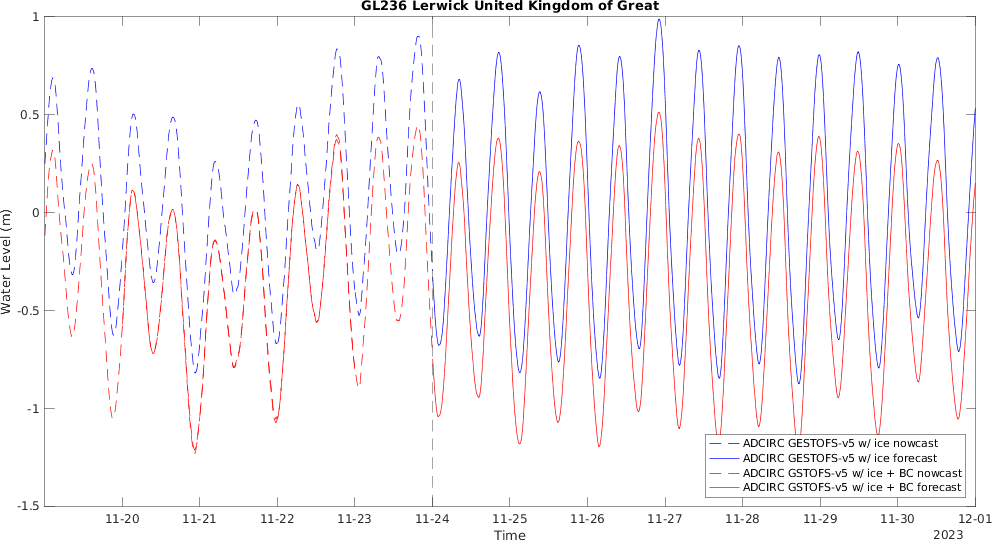 GL236 Lerwick United Kingdom of Great
Water Level (m)
1
0.5
0
-0.5
-1
-1.5
ADCIRC GESTOFS-v5 w/ ice nowcast
ADCIRC GESTOFS-v5 w/ ice forecast
ADCIRC GSTOFS-v5 w/ ice + BC nowcast
ADCIRC GSTOFS-v5 w/ ice + BC forecast
11-20 11-21 11-22 11-23 11-24 11-25 11-26 11-27 11-28 11-29 11-30 12-01
Time
2023